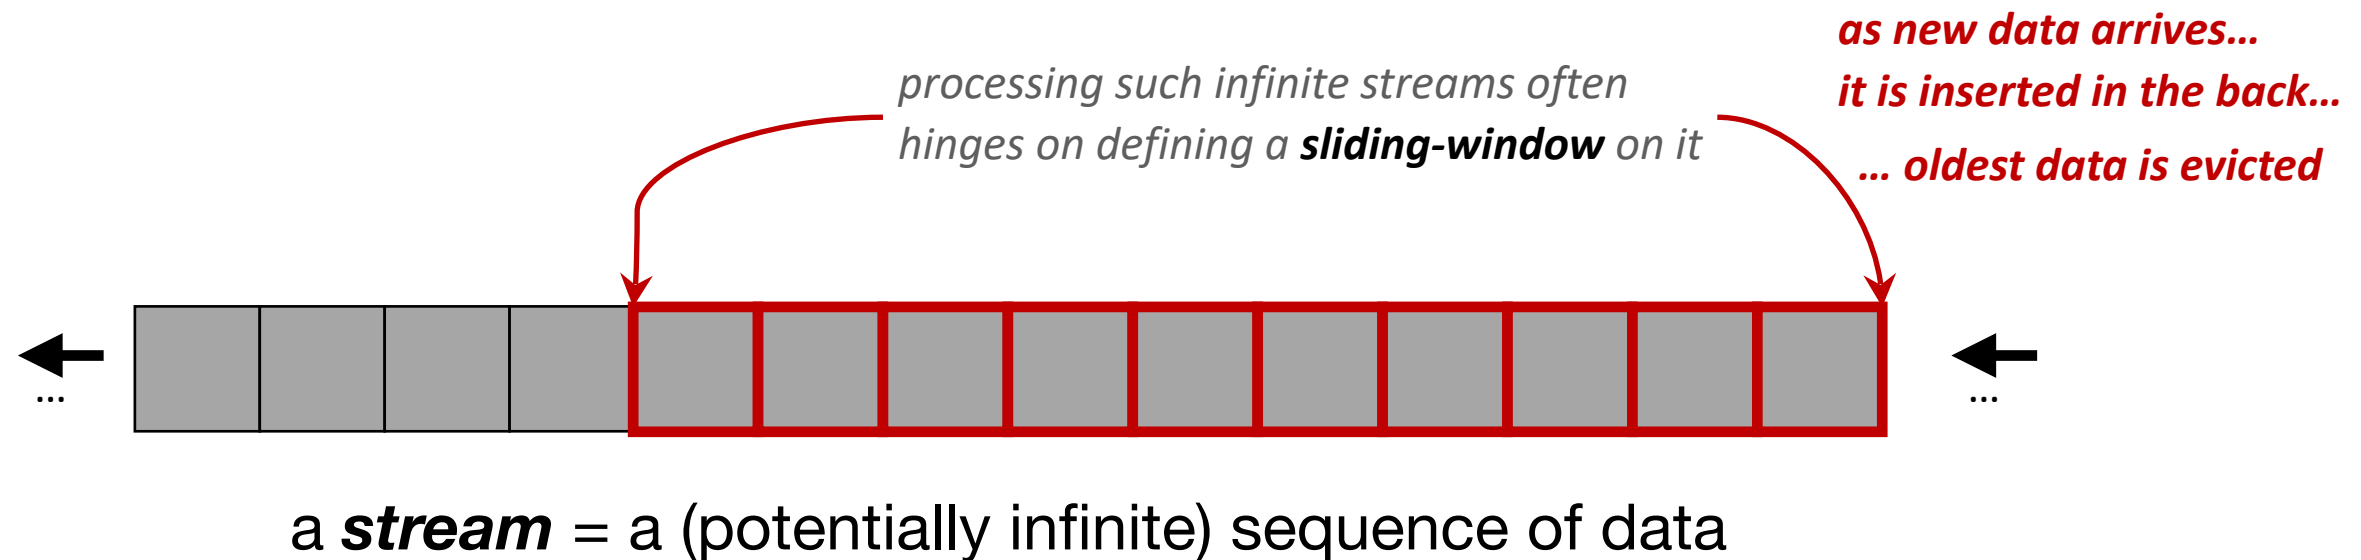 processing such infinite streams often
hinges on defining a sliding-window on it
as new data arrives…
it is inserted in the back…
… oldest data is evicted
…
…
a stream = a (potentially infinite) sequence of data